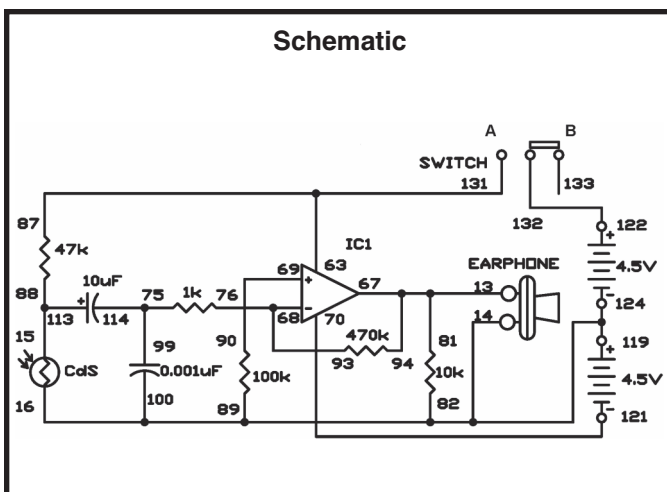 Schematic
A B
SWITCH
131 133
132
87 122
IC1
+
47k 69 63 4.5V
10uF 75 1k 76 + 67 EARPHONE
88 + 13 -
113 114 68 - 70 124
14
15 99 90 470k 81 119
93 94 +
CdS 0.001uF 100k 10k 4.5V
16 100 89 82 -
121